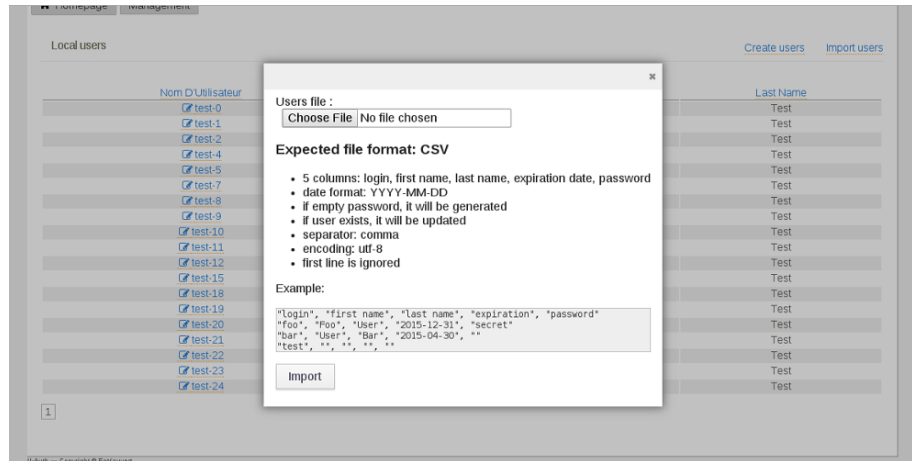 Homepage Management
Local users
Create users Import users
Nom D'Utilisateur
Last Name
test-0 Test
test-1 Test
test-2 Test
test-4 Test
test-5 Test
test-7 Test
test-8 Test
test-9 Test
test-10 Test
test-11 Test
test-12 Test
test-15 Test
test-18 Test
test-19 Test
test-20 Test
test-21 Test
test-22 Test
test-23 Test
test-24 Test
1
Users file :
Choose File No file chosen
Expected file format: CSV
• 5 columns: login, first name, last name, expiration date, password
• date format: YYYY-MM-DD
• if empty password, it will be generated
• if user exists, it will be updated
• separator: comma
• encoding: utf-8
• first line is ignored
Example:
"login", "first name", "last name", "expiration", "password"
"foo", "Foo", "User", "2015-12-31", "secret"
"bar", "User", "Bar", "2015-04-30", ""
"test", "", "", "", ""
Import